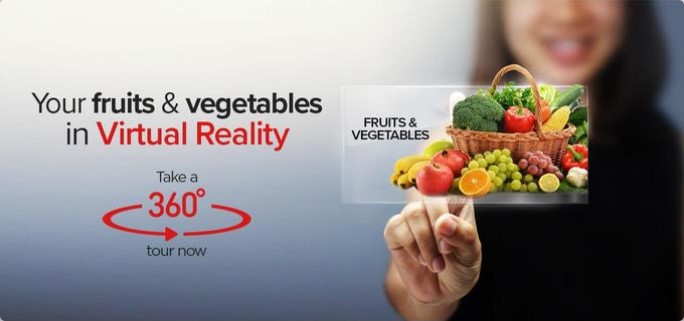 Your fruits & vegetables
in Virtual Reality
Take a
360°
tour now
FRUITS &
VEGETABLES